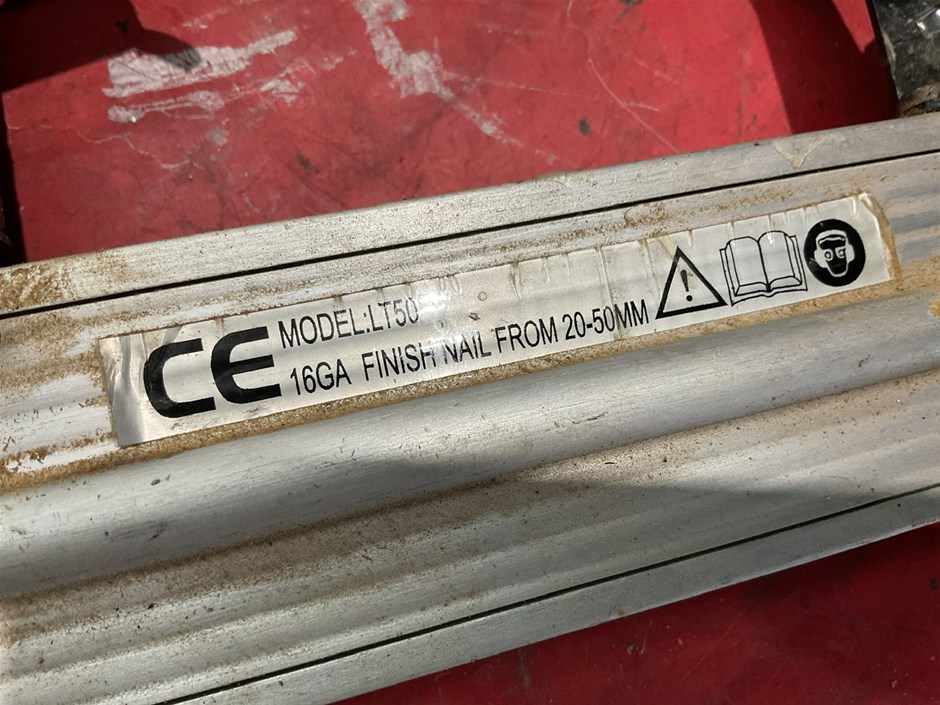 CE MODEL:LT50
16GA FINISH NAIL FROM 20-50MM